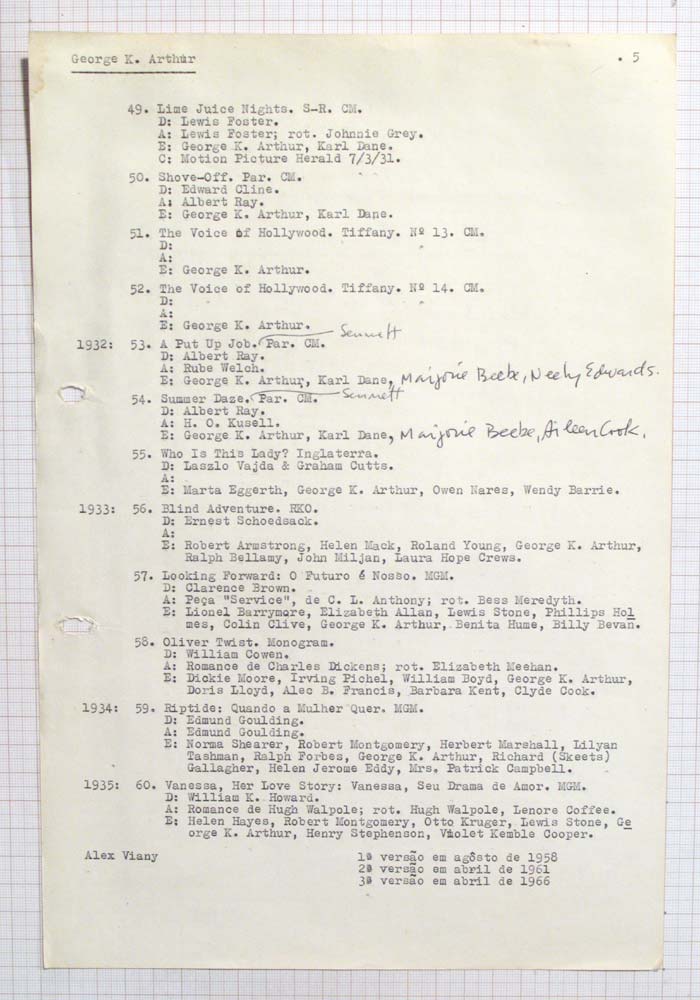 George K. Arthur . 5
49. Lime Juice Nights. S-R. CM.
D: Lewis Foster.
A: Lewis Foster; rot. Johnnie Grey.
E: George K. Arthur, Karl Dane.
C: Motion Picture Herald 7/3/31.
50. Shove-Off. Par. CM.
D: Edward Cline.
A: Albert Ray.
E: George K. Arthur, Karl Dane.
51. The Voice of Hollywood. Tiffany. Nº 13. CM.
D:
A:
E: George K. Arthur.
52. The Voice of Hollywood. Tiffany. Nº 14. CM.
D:
A:
E: George K. Arthur.
Sennett
1932: 53. A Put Up Job. Par. CM.
D: Albert Ray.
A: Rube Welch.
E: George K. Arthur, Karl Dane, Marjorie Beebe, Neely Edwards.
54. Summer Daze. Par. CM. Sennett
D: Albert Ray.
A: H. O. Kusell.
E: George K. Arthur, Karl Dane, Marjorie Beebe, Aileen Cook.
55. Who Is This Lady? Inglaterra.
D: Laszlo Vajda & Graham Cutts.
A:
E: Marta Eggerth, George K. Arthur, Owen Nares, Wendy Barrie.
1933: 56. Blind Adventure. RKO.
D: Ernest Schoedsack.
A:
E: Robert Armstrong, Helen Mack, Roland Young, George K. Arthur,
Ralph Bellamy, John Miljan, Laura Hope Crews.
57. Looking Forward: O Futuro é Nosso. MGM.
D: Clarence Brown.
A: Peça "Service", de C. L. Anthony; rot. Bess Meredyth.
E: Lionel Barrymore, Elizabeth Allan, Lewis Stone, Phillips Hol
mes, Colin Clive, George K. Arthur, Benita Hume, Billy Bevan.
58. Oliver Twist. Monogram.
D: William Cowen.
A: Romance de Charles Dickens; rot. Elizabeth Meehan.
E: Dickie Moore, Irving Pichel, William Boyd, George K. Arthur,
Doris Lloyd, Alec B. Francis, Barbara Kent, Clyde Cook.
1934: 59. Riptide: Quando a Mulher Quer. MGM.
D: Edmund Goulding.
A: Edmund Goulding.
E: Norma Shearer, Robert Montgomery, Herbert Marshall, Lilyan
Tashman, Ralph Forbes, George K. Arthur, Richard (Skeets)
Gallagher, Helen Jerome Eddy, Mrs. Patrick Campbell.
1935: 60. Vanessa, Her Love Story: Vanessa, Seu Drama de Amor. MGM.
D: William K. Howard.
A: Romance de Hugh Walpole; rot. Hugh Walpole, Lenore Coffee.
E: Helen Hayes, Robert Montgomery, Otto Kruger, Lewis Stone, Ge
orge K. Arthur, Henry Stephenson, Violet Kemble Cooper.
Alex Viany 1ª versão em agôsto de 1958
2ª versão em abril de 1961
3ª versão em abril de 1966